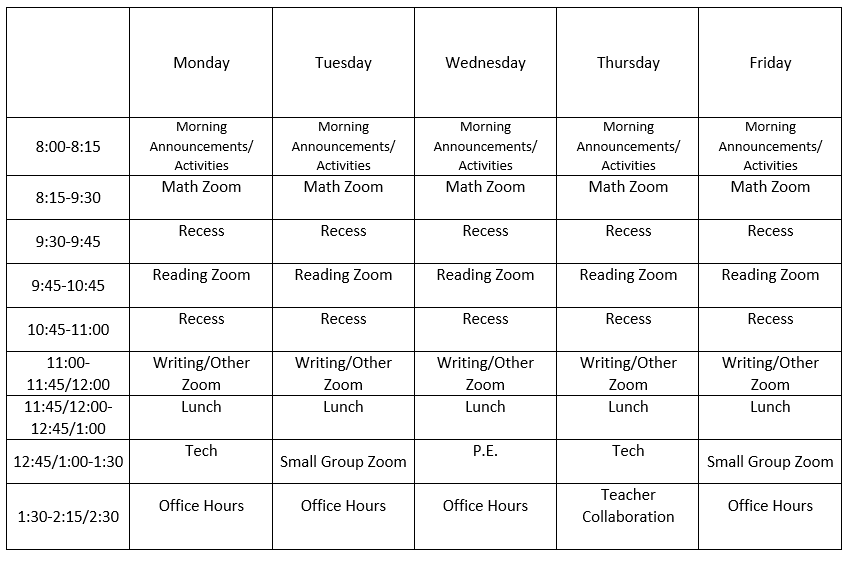 Monday Tuesday Wednesday Thursday Friday
8:00-8:15
Morning Announcements/ Activities
Morning Announcements/ Activities
Morning Announcements/ Activities
Morning Announcements/ Activities
Morning Announcements/ Activities
8:15-9:30
Math Zoom Math Zoom Math Zoom Math Zoom Math Zoom
9:30-9:45
Recess Recess Recess Recess Recess
9:45-10:45
Reading Zoom Reading Zoom Reading Zoom Reading Zoom Reading Zoom
10:45-11:00
Recess Recess Recess Recess Recess
11:00-
11:45/12:00
Writing/Other Zoom
Writing/Other Zoom
Writing/Other Zoom
Writing/Other Zoom
Writing/Other Zoom
11:45/12:00-
12:45/1:00
Lunch Lunch Lunch Lunch Lunch
12:45/1:00-1:30
Tech Small Group Zoom P.E. Tech Small Group Zoom
1:30-2:15/2:30
Office Hours Office Hours Office Hours Teacher Collaboration Office Hours